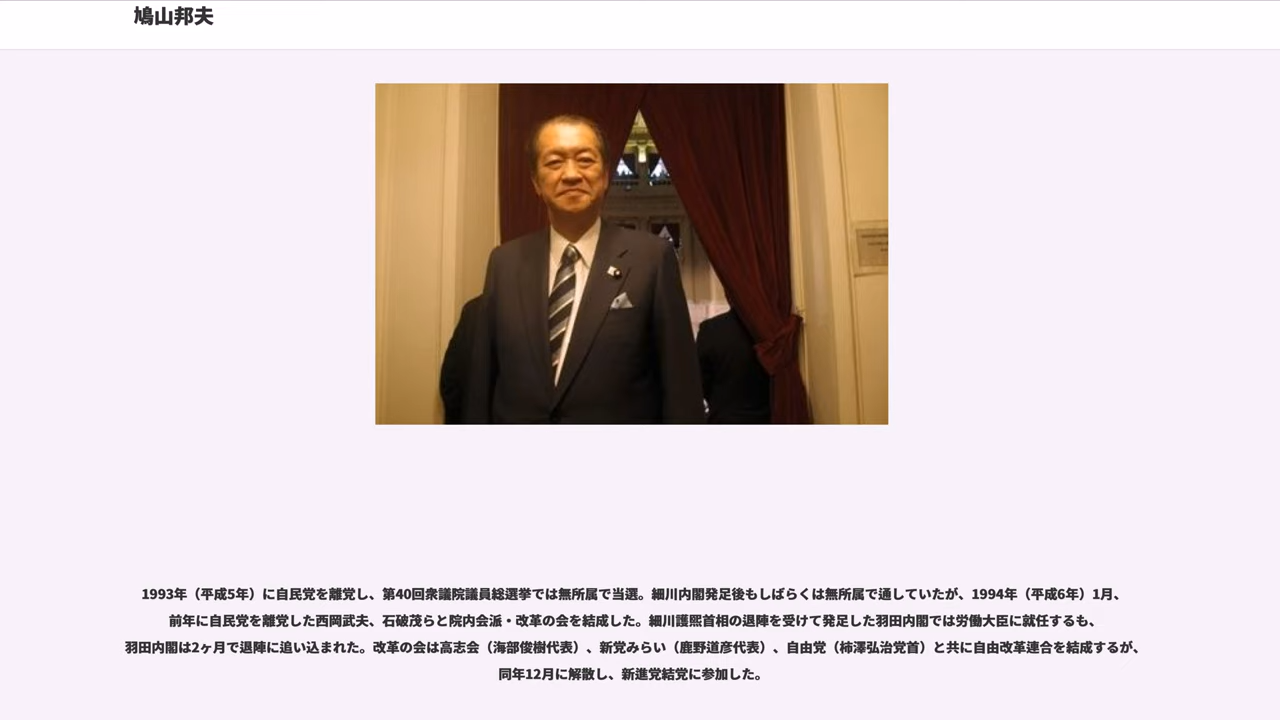 鳩山邦夫
1993年（平成5年）に自民党を離党し、第40回衆議院議員総選挙では無所属で当選。細川内閣発足後もしばらくは無所属で通していたが、1994年（平成6年）1月、
前年に自民党を離党した西岡武夫、石破茂らと院内会派・改革の会を結成した。細川護熙首相の退陣を受けて発足した羽田内閣では労働大臣に就任するも、
羽田内閣は2ヶ月で退陣に追い込まれた。改革の会は高志会（海部俊樹代表）、新党みらい（鹿野道彦代表）、自由党（柿澤弘治党首）と共に自由改革連合を結成するが、
同年12月に解散し、新進党結党に参加した。